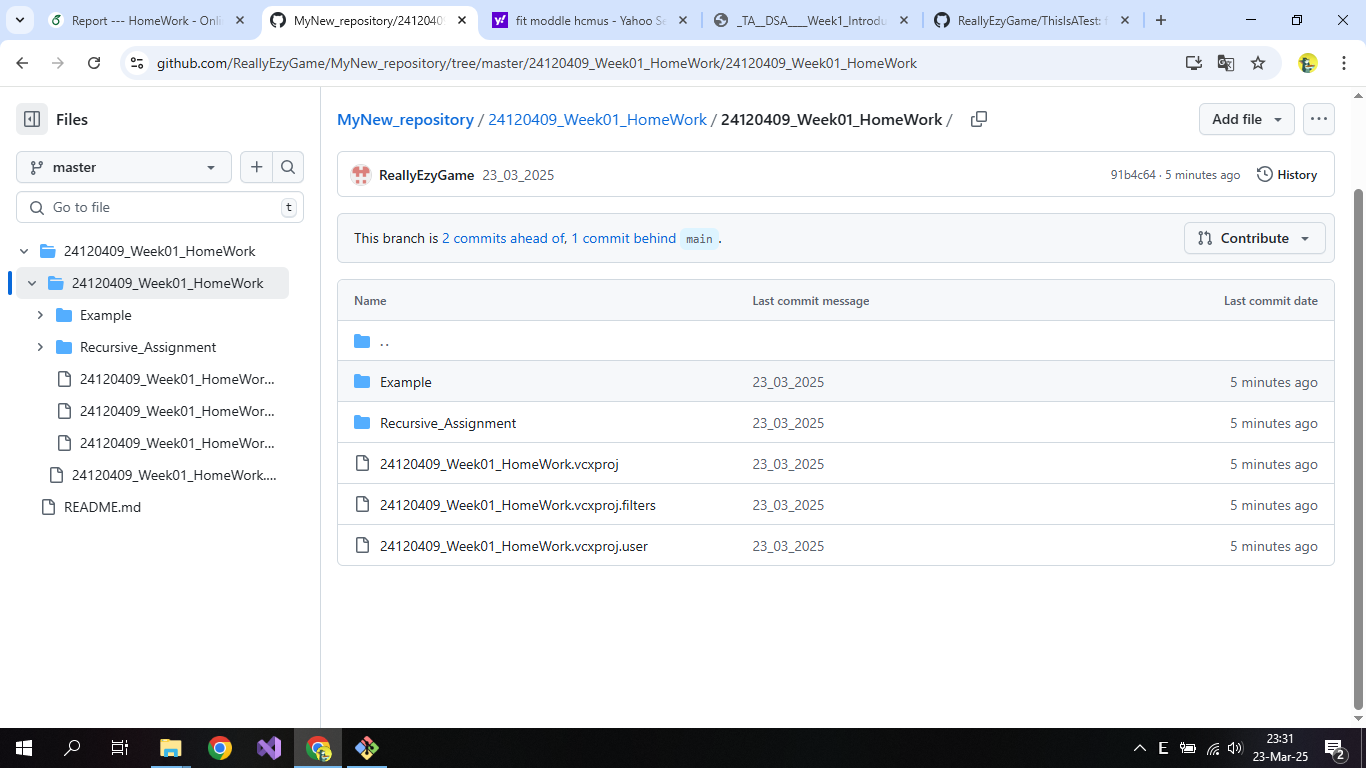 Report --- HomeWork - Onli
MyNew_repository/241204
fit moddle hcmus - Yahoo Se
_TA__DSA____Week1_Introdu
ReallyEzyGame/ThisIsATest: f
github.com/ReallyEzyGame/MyNew_repository/tree/master/24120409_Week01_HomeWork/24120409_Week01_HomeWork
Files
master
Go to file
t
24120409_Week01_HomeWork
24120409_Week01_HomeWork
Example
Recursive_Assignment
24120409_Week01_HomeWor...
24120409_Week01_HomeWor...
24120409_Week01_HomeWor...
24120409_Week01_HomeWork....
README.md
MyNew_repository / 24120409_Week01_HomeWork / 24120409_Week01_HomeWork /
Add file
ReallyEzyGame 23_03_2025
91b4c64 · 5 minutes ago
History
This branch is 2 commits ahead of, 1 commit behind main .
Contribute
Name Last commit message Last commit date
..
Example 23_03_2025 5 minutes ago
Recursive_Assignment 23_03_2025 5 minutes ago
24120409_Week01_HomeWork.vcxproj 23_03_2025 5 minutes ago
24120409_Week01_HomeWork.vcxproj.filters 23_03_2025 5 minutes ago
24120409_Week01_HomeWork.vcxproj.user 23_03_2025 5 minutes ago
E
23:31
23-Mar-25
2